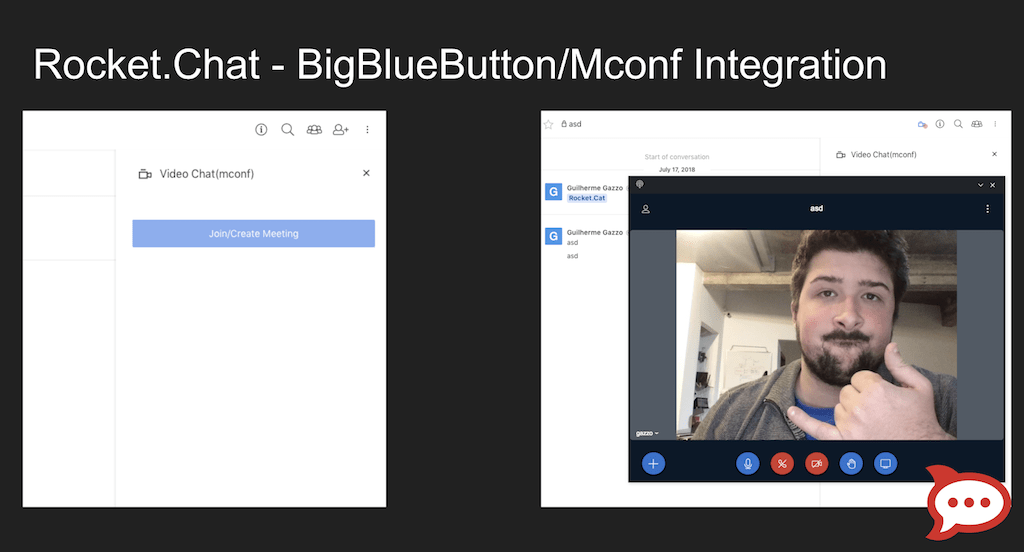 Rocket.Chat - BigBlueButton/Mconf Integration
Video Chat(mconf)
Join/Create Meeting
asd
Video Chat(mconf)
Start of conversation
July 17, 2018
G
Guilherme Gazzo
Rocket.Cat
G
Guilherme Gazzo
asd
asd
asd
gazzo